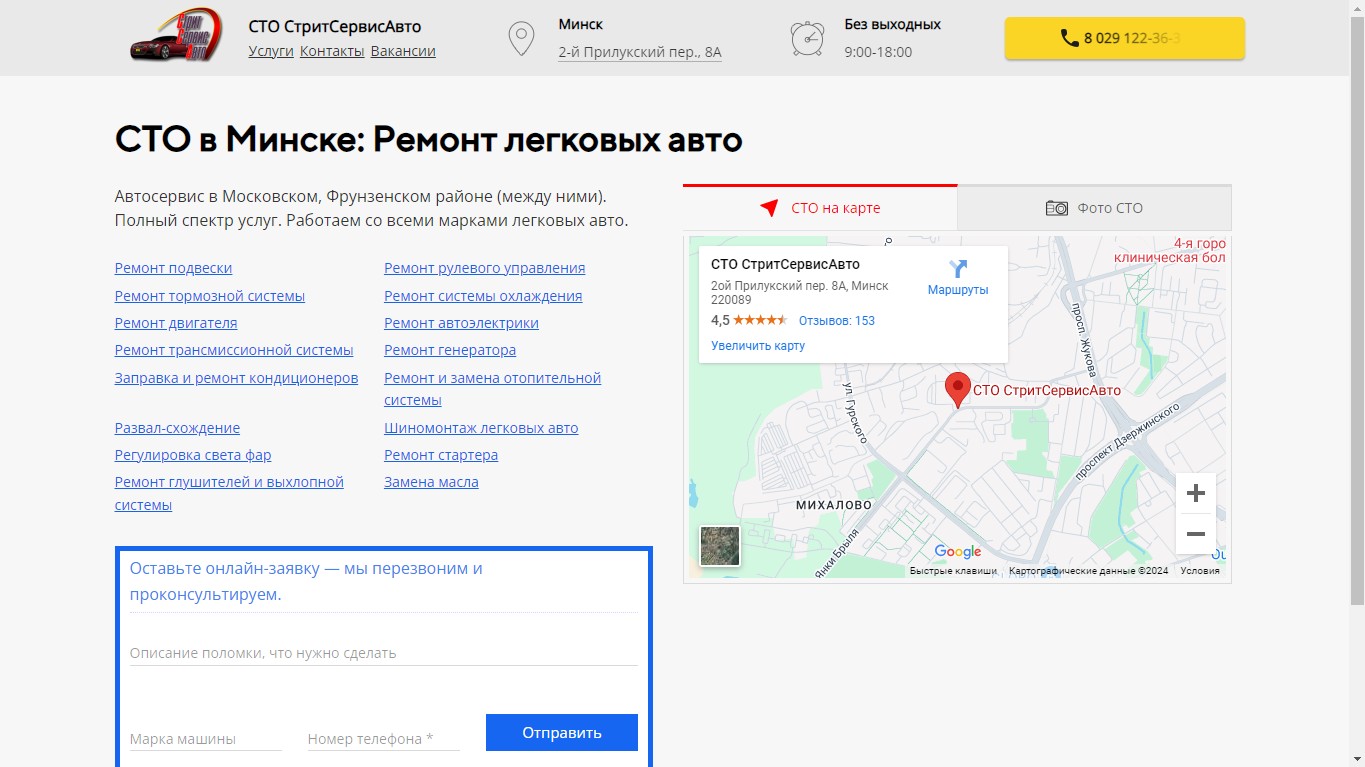 Стрит
Сервис
Авто
СТО СтритСервисАвто
Услуги Контакты Вакансии
Минск
2-й Прилукский пер., 8А
Без выходных
9:00-18:00
8 029 122-36-3
СТО в Минске: Ремонт легковых авто
Автосервис в Московском, Фрунзенском районе (между ними).
Полный спектр услуг. Работаем со всеми марками легковых авто.
Ремонт подвески
Ремонт рулевого управления
Ремонт тормозной системы
Ремонт системы охлаждения
Ремонт двигателя
Ремонт автоэлектрики
Ремонт трансмиссионной системы
Ремонт генератора
Заправка и ремонт кондиционеров
Ремонт и замена отопительной
системы
Развал-схождение
Шиномонтаж легковых авто
Регулировка света фар
Ремонт стартера
Ремонт глушителей и выхлопной
системы
Замена масла
Оставьте онлайн-заявку — мы перезвоним и
проконсультируем.
Описание поломки, что нужно сделать
Марка машины
Номер телефона *
Отправить
СТО на карте
Фото СТО
СТО СтритСервисАвто
2ой Прилукский пер. 8А, Минск
220089
4,5
Отзывов: 153
Увеличить карту
Маршруты
4-я горо
клиническая бол
просп. Жукова
ул. Гурского
СТО СтритСервисАвто
проспект Дзержинского
МИХАЛОВО
Янки Брыля
Google
Быстрые клавиши
Картографические данные ©2024
Условия